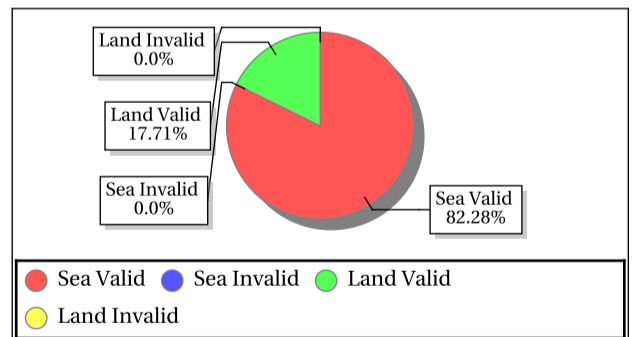 Land Invalid
0.0%
Land Valid
17.71%
Sea Invalid
0.0%
Sea Valid
82.28%
Sea Valid
Sea Invalid
Land Valid
Land Invalid